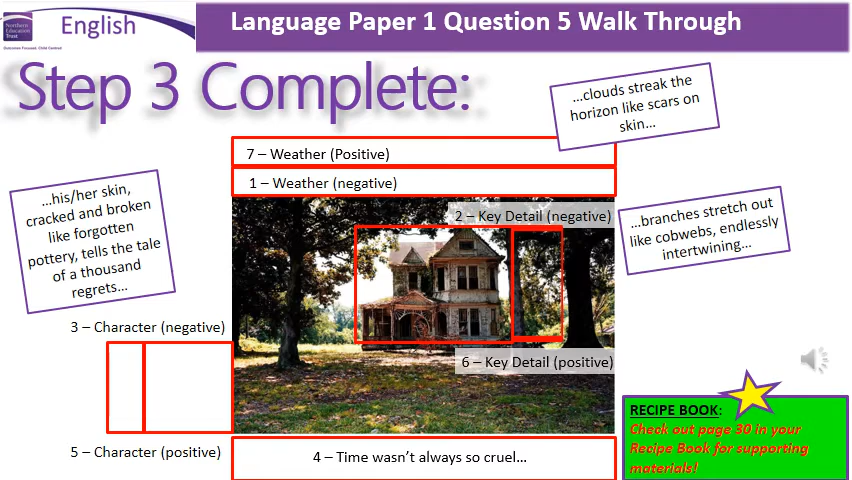 Northern
Education
Trust
Outcomes Focused, Child Centred
English
Language Paper 1 Question 5 Walk Through
Step 3 Complete:
…clouds streak the
horizon like scars on
skin…
7 – Weather (Positive)
1 – Weather (negative)
…his/her skin,
cracked and broken
like forgotten
pottery, tells the tale
of a thousand
regrets…
2 – Key Detail (negative)
…branches stretch out
like cobwebs, endlessly
intertwining…
3 – Character (negative)
6 – Key Detail (positive)
5 – Character (positive)
4 – Time wasn’t always so cruel…
RECIPE BOOK:
Check out page 30 in your
Recipe Book for supporting
materials!